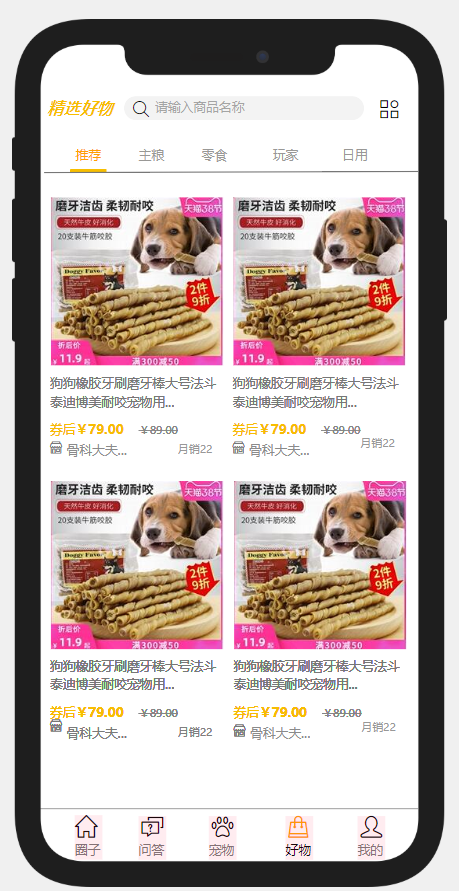 精选好物 请输入商品名称
推荐 主粮 零食 玩家 日用
磨牙洁齿 柔韧耐咬
天猫38节
天然牛皮 好消化
20支装牛筋咬胶
Doggy Favo
2件
9折
折后价
¥11.9
满300减50
狗狗橡胶牙刷磨牙棒大号法斗
泰迪博美耐咬宠物用...
券后￥79.00 ￥89.00
骨科大夫... 月销22
磨牙洁齿 柔韧耐咬
天猫38节
天然牛皮 好消化
20支装牛筋咬胶
Doggy Favo
2件
9折
折后价
¥11.9
满300减50
狗狗橡胶牙刷磨牙棒大号法斗
泰迪博美耐咬宠物用...
券后￥79.00 ￥89.00
骨科大夫... 月销22
磨牙洁齿 柔韧耐咬
天猫38节
天然牛皮 好消化
20支装牛筋咬胶
Doggy Favo
2件
9折
折后价
¥11.9
满300减50
狗狗橡胶牙刷磨牙棒大号法斗
泰迪博美耐咬宠物用...
券后￥79.00 ￥89.00
骨科大夫... 月销22
磨牙洁齿 柔韧耐咬
天猫38节
天然牛皮 好消化
20支装牛筋咬胶
Doggy Favo
2件
9折
折后价
¥11.9
满300减50
狗狗橡胶牙刷磨牙棒大号法斗
泰迪博美耐咬宠物用...
券后￥79.00 ￥89.00
骨科大夫... 月销22
圈子 问答 宠物 好物 我的